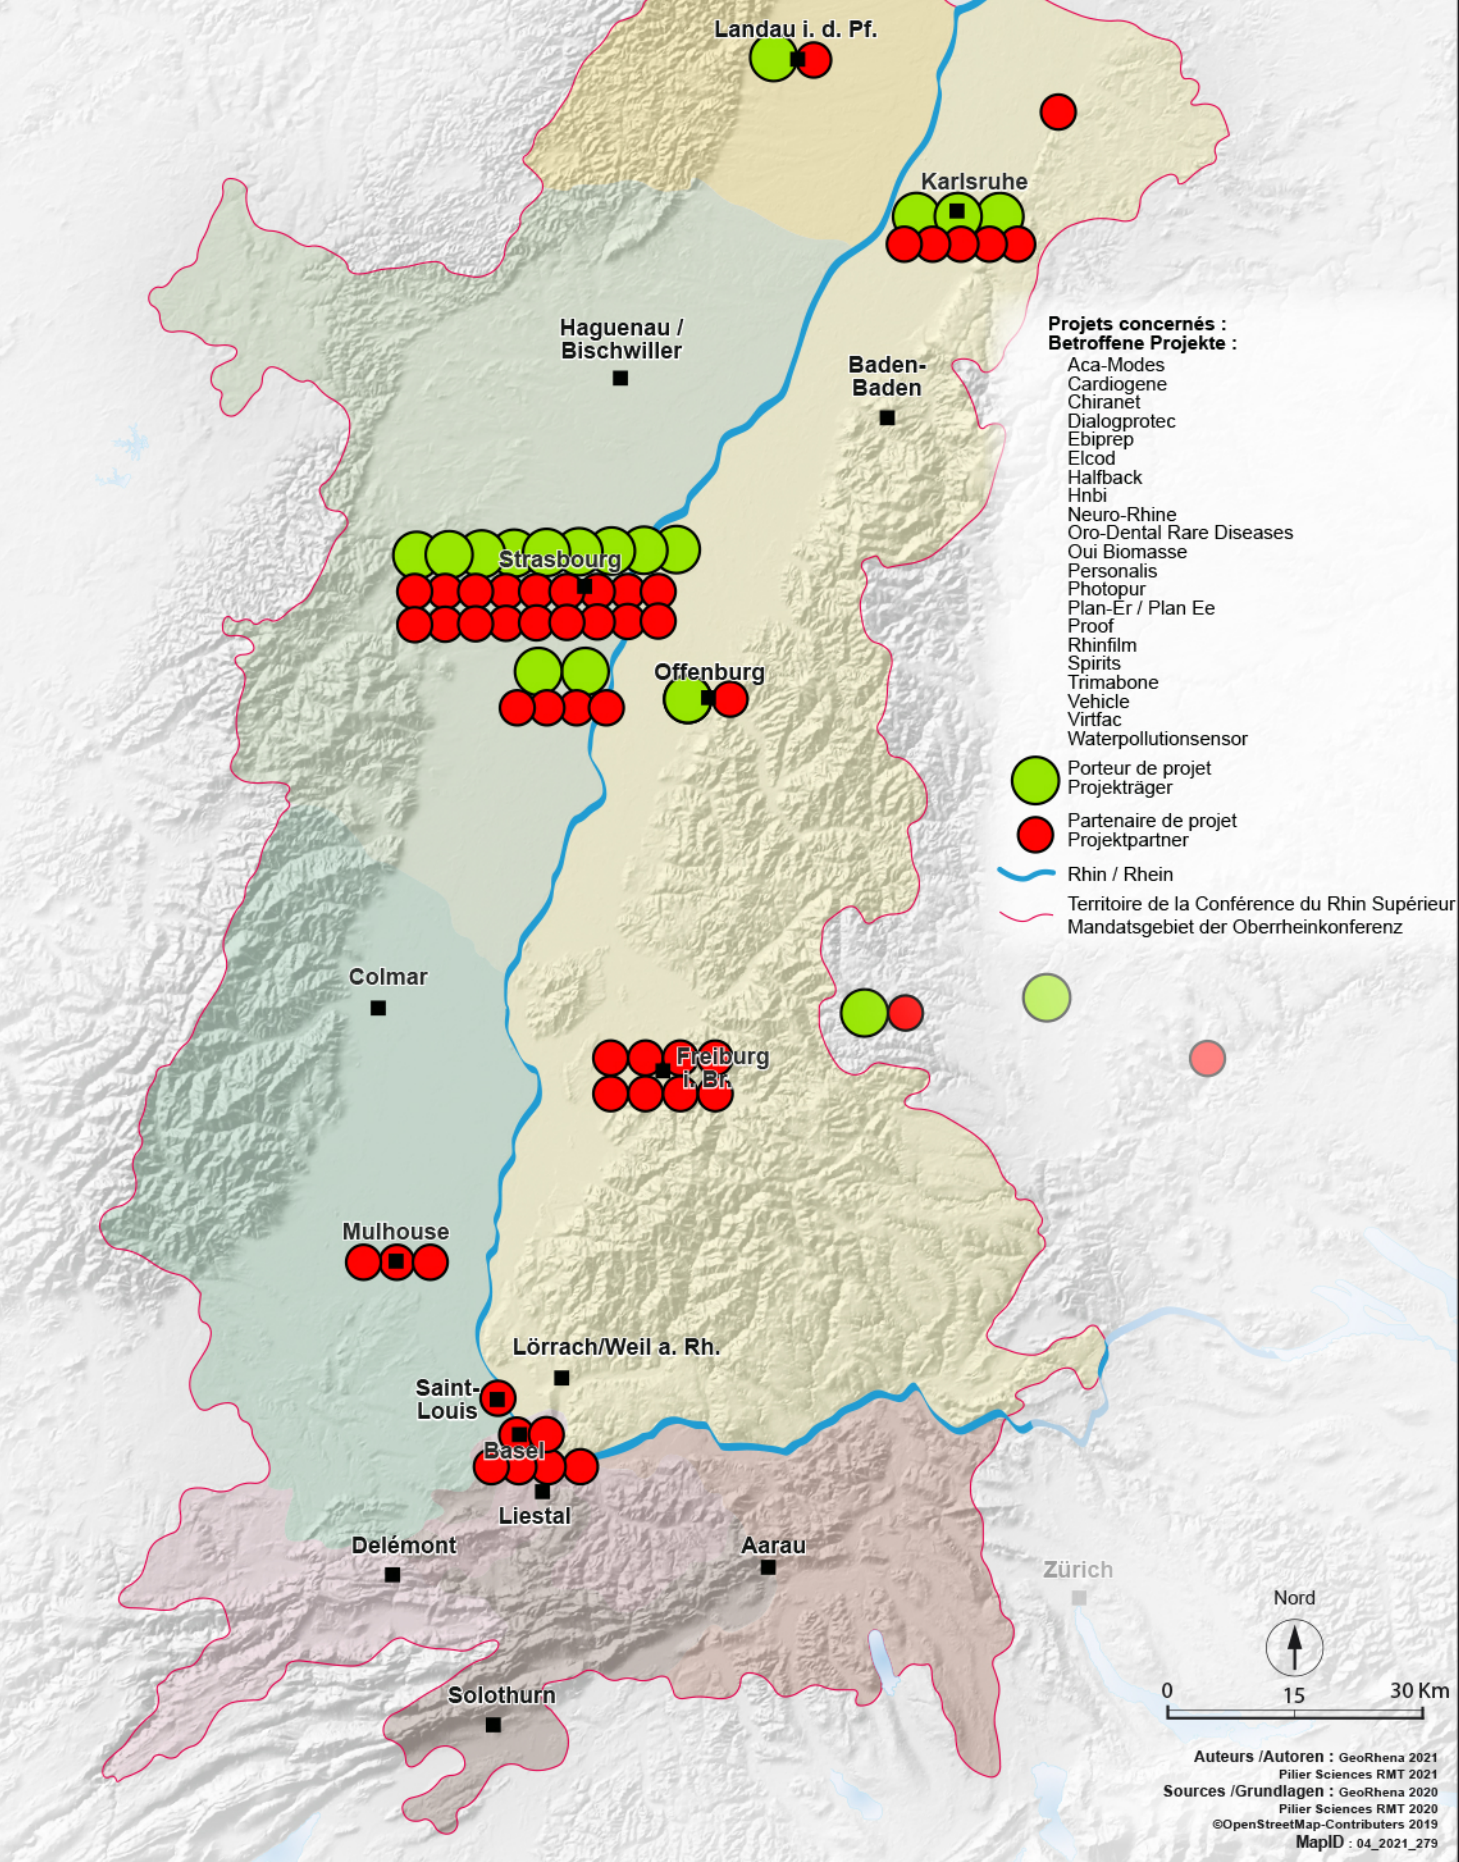 Landau i. d. Pf.
Karlsruhe
Haguenau /
Bischwiller
Baden-
Baden
Strasbourg
Offenburg
Colmar
Freiburg
i. Br.
Mulhouse
Lörrach/Weil a. Rh.
Saint-
Louis
Basel
Liestal
Delémont
Aarau
Zürich
Solothurn
Projets concernés :
Betroffene Projekte :
Aca-Modes
Cardiogene
Chiranet
Dialogprotec
Ebiprep
Elcod
Halfback
Hnbi
Neuro-Rhine
Oro-Dental Rare Diseases
Oui Biomasse
Personalis
Photopur
Plan-Er / Plan Ee
Proof
Rhinfilm
Spirits
Trimabone
Vehicle
Virtfac
Waterpollutionsensor
Porteur de projet
Projekträger
Partenaire de projet
Projektpartner
Rhin / Rhein
Territoire de la Conférence du Rhin Supérieur
Mandatsgebiet der Oberrheinkonferenz
Nord
0 15 30 Km
Auteurs /Autoren : GeoRhena 2021
Pilier Sciences RMT 2021
Sources /Grundlagen : GeoRhena 2020
Pilier Sciences RMT 2020
©OpenStreetMap-Contributers 2019
MapID : 04_2021_279